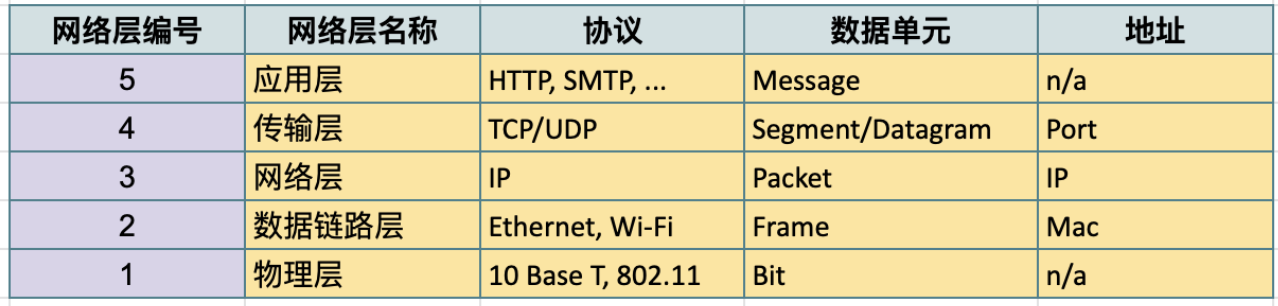 网络层编号 网络层名称 协议 数据单元 地址
5 应用层 HTTP, SMTP, ... Message n/a
4 传输层 TCP/UDP Segment/Datagram Port
3 网络层 IP Packet IP
2 数据链路层 Ethernet, Wi-Fi Frame Mac
1 物理层 10 Base T, 802.11 Bit n/a